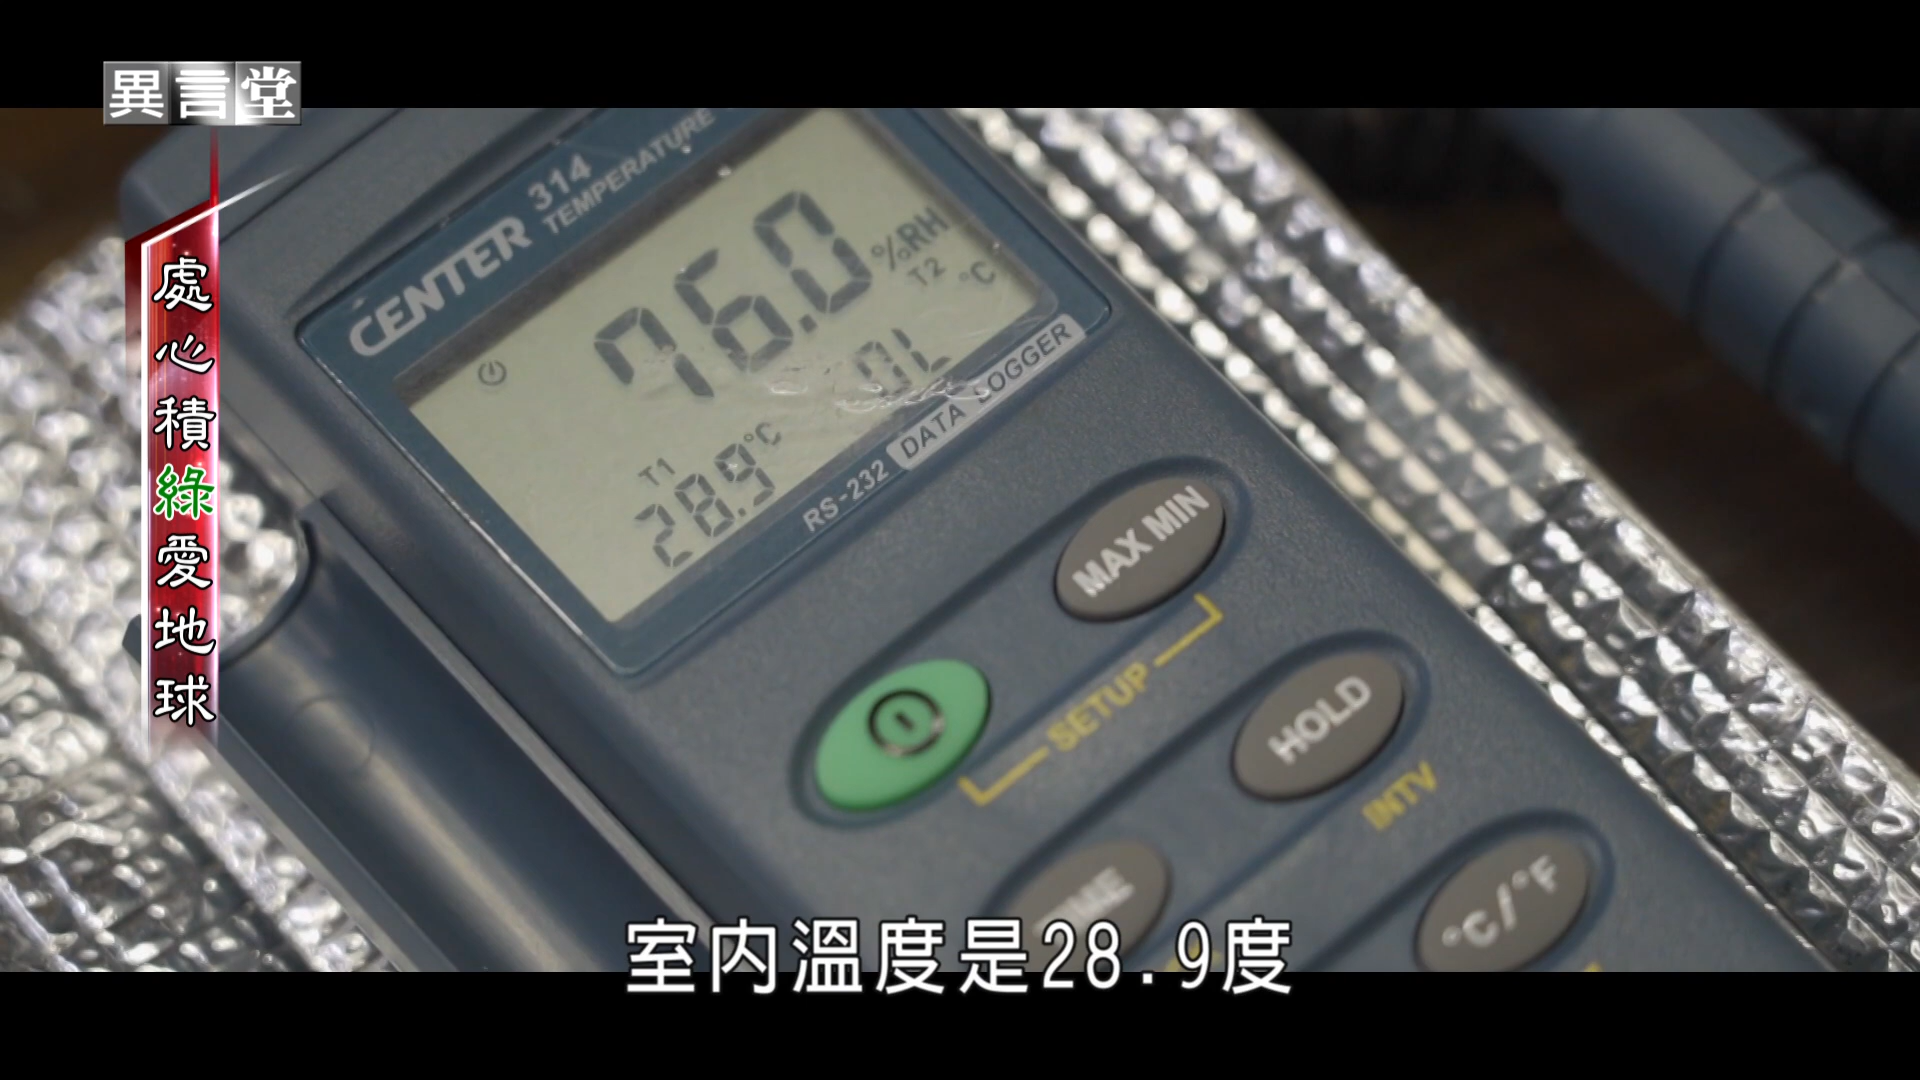 異言堂
處心積綠愛地球
CENTER 314
TEMPERATURE
76.0 %RH
T2 °C
0L
T1
28.9 °C
RS-232 DATA LOGGER
MAX MIN
SETUP
HOLD
INTV
°C/°F
室内溫度是28.9度